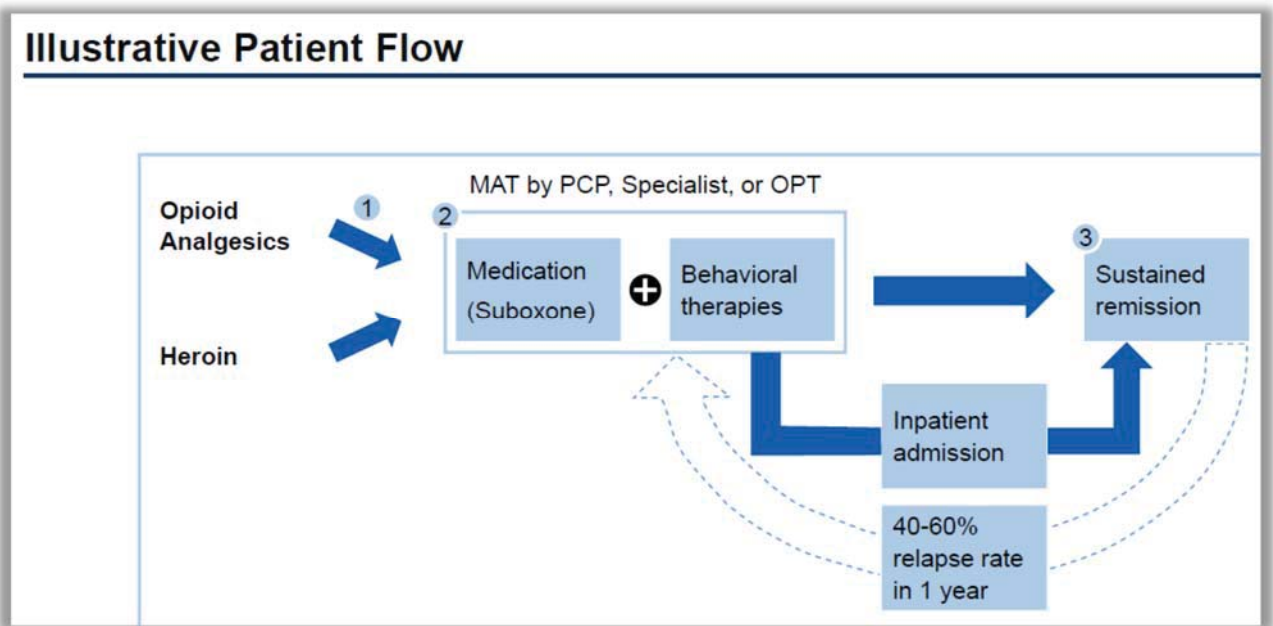 Illustrative Patient Flow
MAT by PCP, Specialist, or OPT
Opioid
Analgesics
1
2
Medication
(Suboxone)
Behavioral
therapies
3
Sustained
remission
Heroin
Inpatient
admission
40-60%
relapse rate
in 1 year